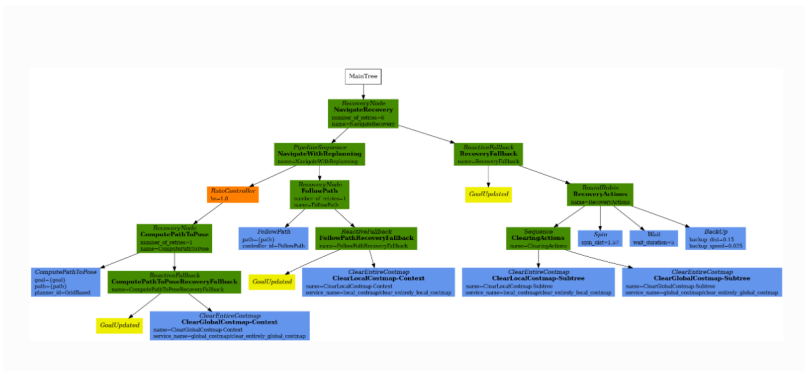 MainTree
RecoveryNode
NavigateRecovery
number_of_retries=6
name=NavigateRecovery
PipelineSequence
NavigateWithReplanning
name=NavigateWithReplanning
ReactiveFallback
RecoveryFallback
name=RecoveryFallback
RateController
hz=1.0
RecoveryNode
FollowPath
number_of_retries=1
name=FollowPath
GoalUpdated
RoundRobin
RecoveryActions
name=RecoveryActions
RecoveryNode
ComputePathToPose
number_of_retries=1
name=ComputePathToPose
FollowPath
path={path}
controller_id=FollowPath
ReactiveFallback
FollowPathRecoveryFallback
name=FollowPathRecoveryFallback
Sequence
ClearingActions
name=ClearingActions
Spin
spin_dist=1.57
Wait
wait_duration=5
BackUp
backup_dist=0.15
backup_speed=0.025
ComputePathToPose
goal={goal}
path={path}
planner_id=GridBased
ReactiveFallback
ComputePathToPoseRecoveryFallback
name=ComputePathToPoseRecoveryFallback
GoalUpdated
ClearEntireCostmap
ClearLocalCostmap-Context
name=ClearLocalCostmap-Context
service_name=local_costmap/clear_entirely_local_costmap
ClearEntireCostmap
ClearLocalCostmap-Subtree
name=ClearLocalCostmap-Subtree
service_name=local_costmap/clear_entirely_local_costmap
ClearEntireCostmap
ClearGlobalCostmap-Subtree
name=ClearGlobalCostmap-Subtree
service_name=global_costmap/clear_entirely_global_costmap
GoalUpdated
ClearEntireCostmap
ClearGlobalCostmap-Context
name=ClearGlobalCostmap-Context
service_name=global_costmap/clear_entirely_global_costmap